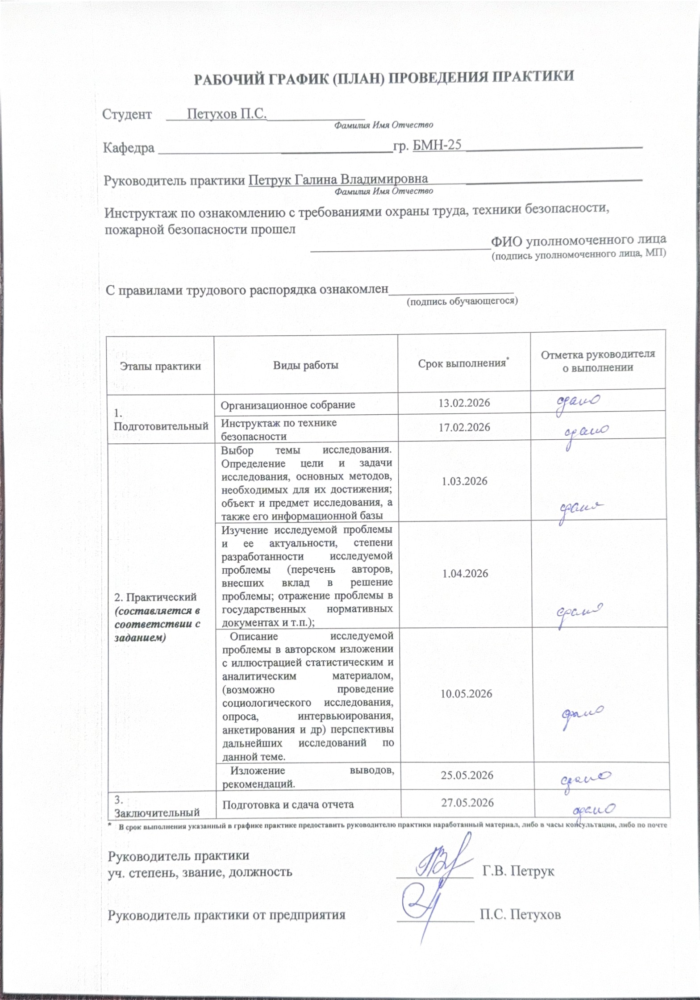 РАБОЧИЙ ГРАФИК (ПЛАН) ПРОВЕДЕНИЯ ПРАКТИКИ
Студент Петухов П.С.
Фамилия Имя Отчество
Кафедра гр. БМН-25
Руководитель практики Петрук Галина Владимировна
Фамилия Имя Отчество
Инструктаж по ознакомлению с требованиями охраны труда, техники безопасности,
пожарной безопасности прошел
ФИО уполномоченного лица
(подпись уполномоченного лица, МП)
С правилами трудового распорядка ознакомлен
(подпись обучающегося)
Этапы практики
Виды работы
Срок выполнения*
Отметка руководителя
о выполнении
1.
Подготовительный
Организационное собрание
13.02.2026
сдано
Инструктаж по технике
безопасности
17.02.2026
сдано
2. Практический
(составляется в
соответствии с
заданием)
Выбор темы исследования.
Определение цели и задачи
исследования, основных методов,
необходимых для их достижения;
объект и предмет исследования, а
также его информационной базы
1.03.2026
сдано
Изучение исследуемой проблемы
и ее актуальности, степени
разработанности исследуемой
проблемы (перечень авторов,
внесших вклад в решение
проблемы; отражение проблемы в
государственных нормативных
документах и т.п.);
1.04.2026
сдано
Описание исследуемой
проблемы в авторском изложении
с иллюстрацией статистическим и
аналитическим материалом,
(возможно проведение
социологического исследования,
опроса, интервьюирования,
анкетирования и др) перспективы
дальнейших исследований по
данной теме.
10.05.2026
сдано
Изложение выводов,
рекомендаций.
25.05.2026
сдано
3.
Заключительный
Подготовка и сдача отчета
27.05.2026
сдано
* В срок выполнения указанный в графике практике предоставить руководителю практики наработанный материал, либо в часы консультации, либо по почте
Руководитель практики
уч. степень, звание, должность Г.В. Петрук
Руководитель практики от предприятия П.С. Петухов